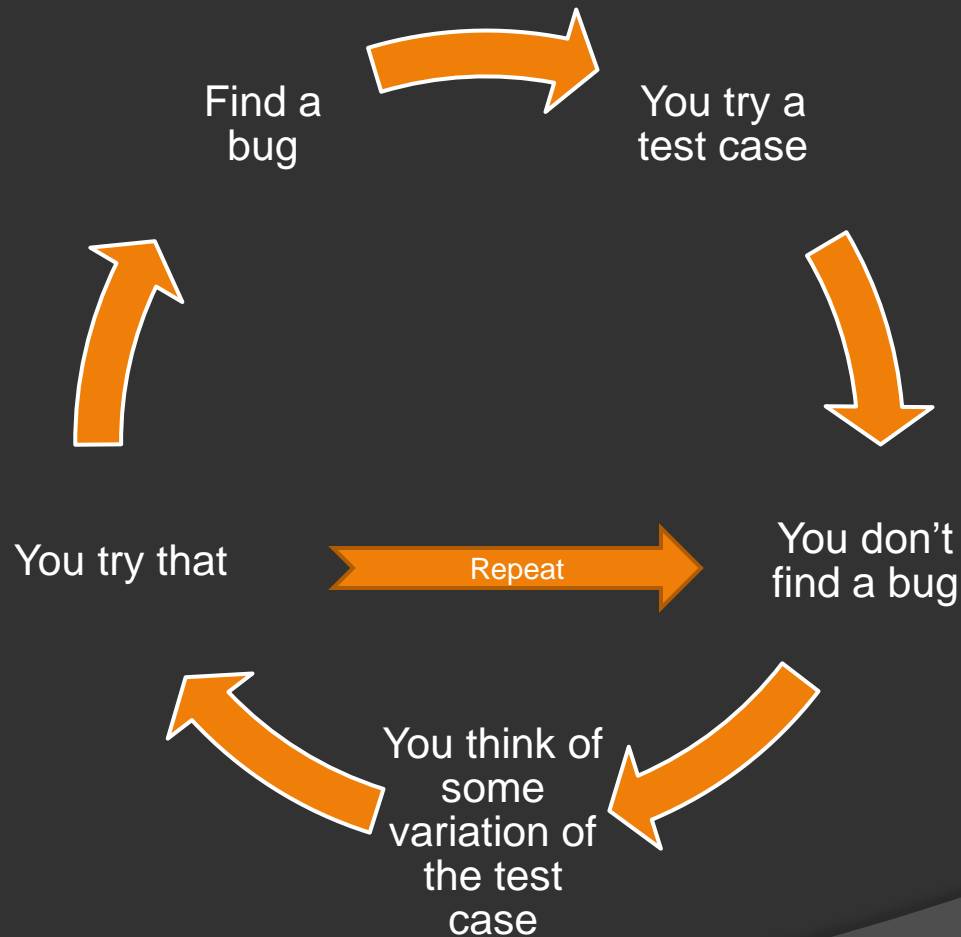 Find a
bug
You try a
test case
You try that
Repeat
You don’t
find a bug
You think of
some
variation of
the test
case